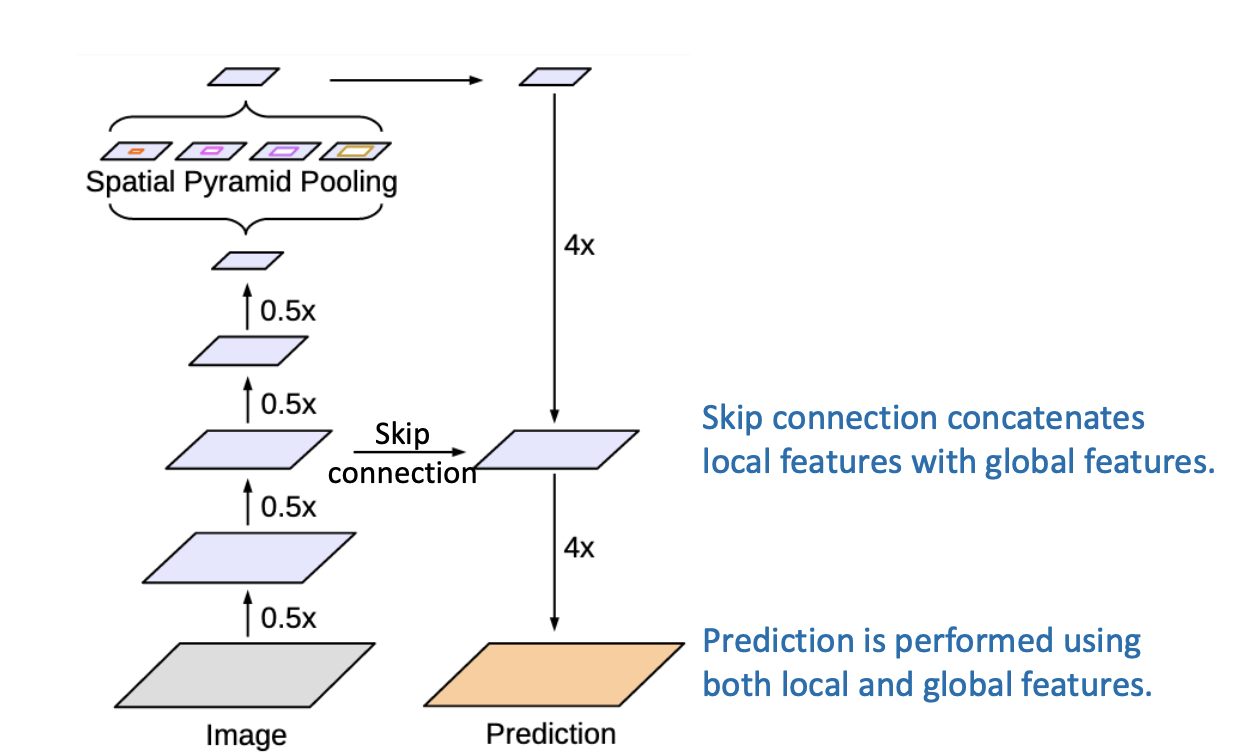 Spatial Pyramid Pooling
4x
0.5x
0.5x
Skip
connection
Skip connection concatenates
local features with global features.
0.5x
4x
0.5x
Prediction is performed using
both local and global features.
Image
Prediction